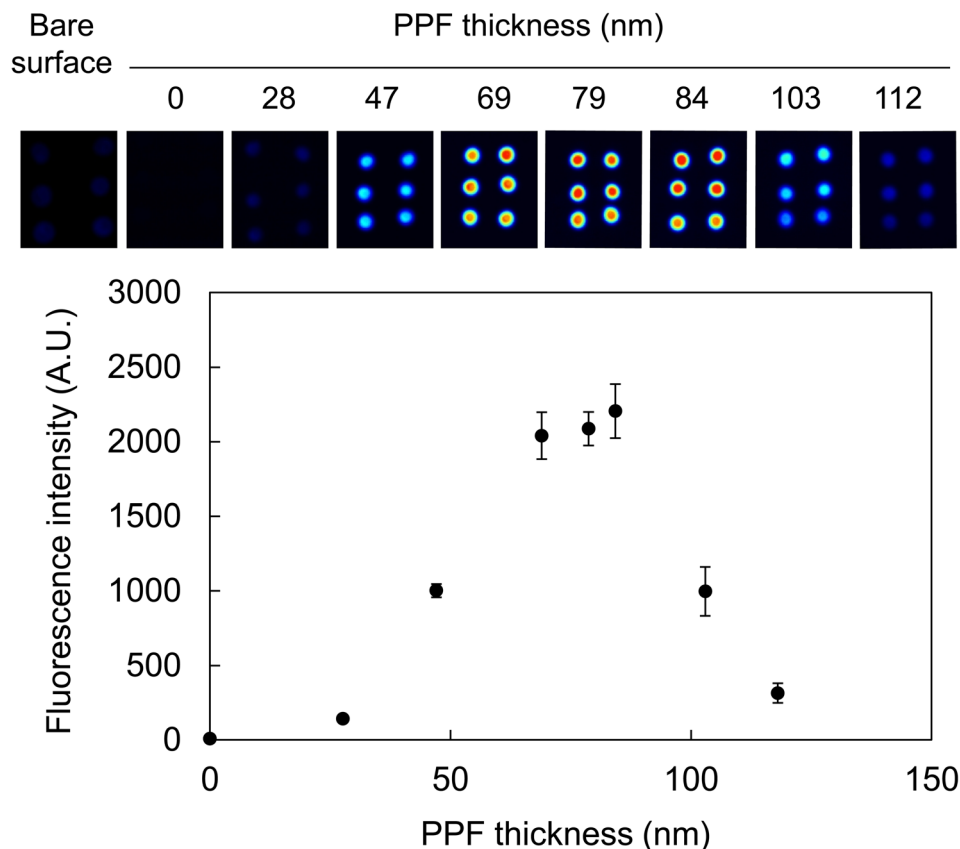 Bare surface
PPF thickness (nm)
0 28 47 69 79 84 103 112
3000
2500
2000
1500
1000
500
0
Fluorescence intensity (A.U.)
0 50 100 150
PPF thickness (nm)